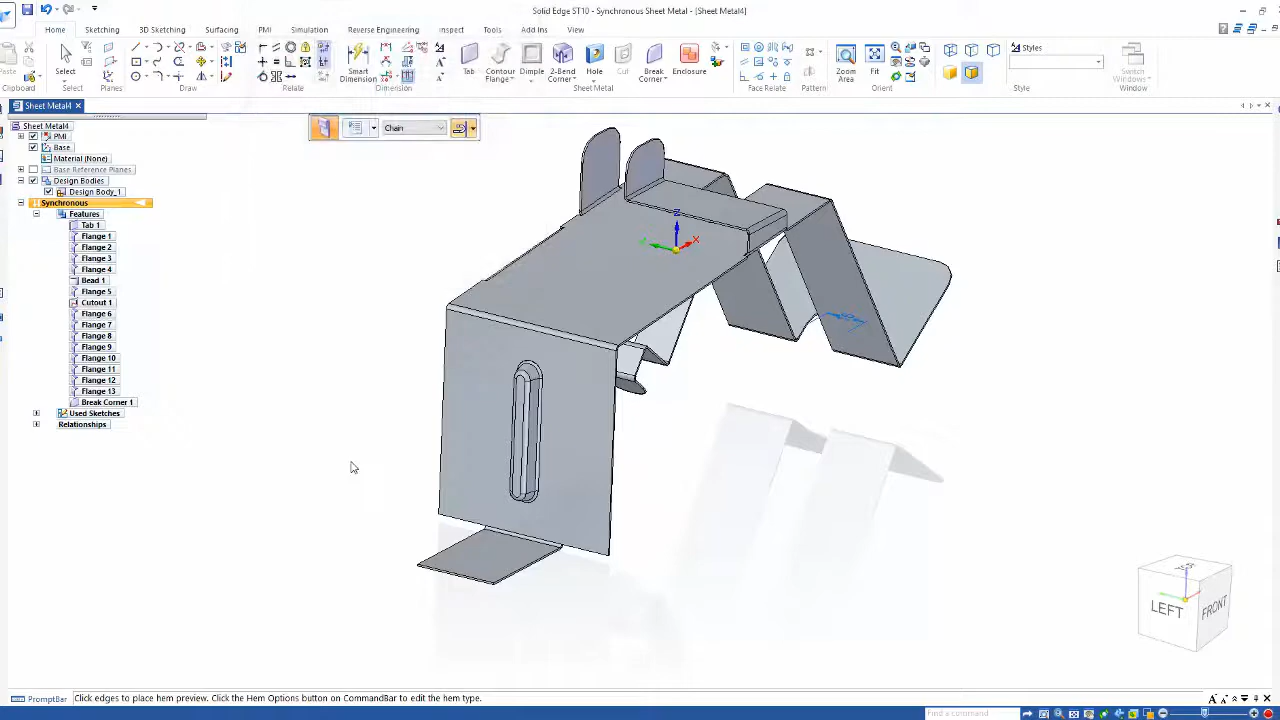 Solid Edge ST10 - Synchronous Sheet Metal - [Sheet Metal4]
Home Sketching 3D Sketching Surfacing PMI Simulation Reverse Engineering Inspect Tools Add Ins View
Paste Select Smart Dimension Tab Contour Flange Dimple 2-Bend Corner Hole Cut Break Corner Enclosure Zoom Area Fit Styles Switch Windows
Clipboard Select Draw Relate Dimension Sheet Metal Face Relate Pattern Orient Style Window
Sheet Metal4
Chain
Sheet Metal4
PMI
Base
Material (None)
Base Reference Planes
Design Bodies
Design Body_1
Synchronous
Features
Tab 1
Flange 1
Flange 2
Flange 3
Flange 4
Bead 1
Flange 5
Cutout 1
Flange 6
Flange 7
Flange 8
Flange 9
Flange 10
Flange 11
Flange 12
Flange 13
Break Corner 1
Used Sketches
Relationships
Z
X
TOP
LEFT FRONT
PromptBar Click edges to place hem preview. Click the Hem Options button on CommandBar to edit the hem type.
Find a command